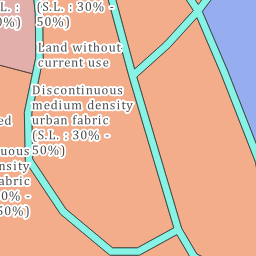 L. :
0%)
(S.L. : 30% -
50%)
Land without
current use
Discontinuous
medium density
urban fabric
(S.L. : 30% -
50%)
ed
uous
nsity
abric
0% -
50%)